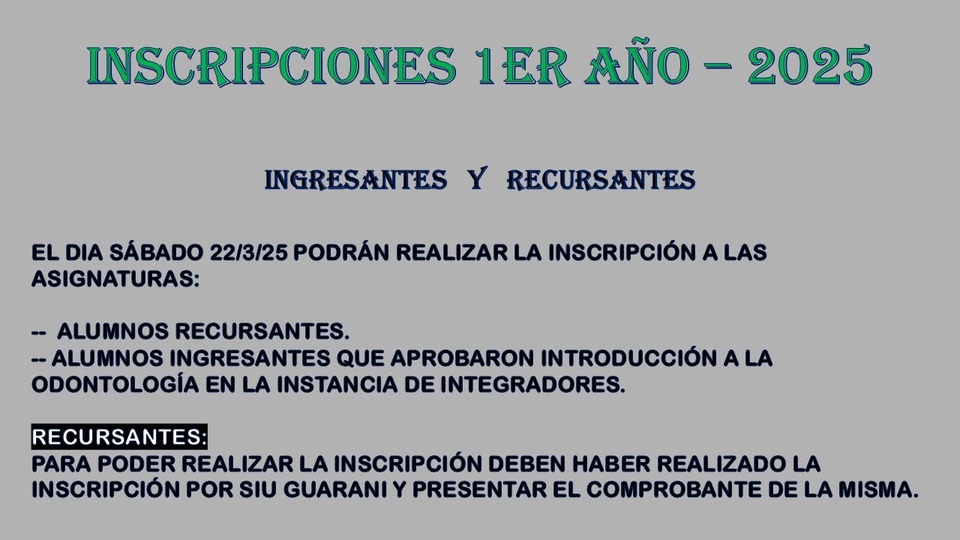 INSCRIPCIONES 1ER AÑO – 2025
INGRESANTES Y RECURSANTES
EL DIA SÁBADO 22/3/25 PODRÁN REALIZAR LA INSCRIPCIÓN A LAS
ASIGNATURAS:
-- ALUMNOS RECURSANTES.
-- ALUMNOS INGRESANTES QUE APROBARON INTRODUCCIÓN A LA
ODONTOLOGÍA EN LA INSTANCIA DE INTEGRADORES.
RECURSANTES:
PARA PODER REALIZAR LA INSCRIPCIÓN DEBEN HABER REALIZADO LA
INSCRIPCIÓN POR SIU GUARANI Y PRESENTAR EL COMPROBANTE DE LA MISMA.